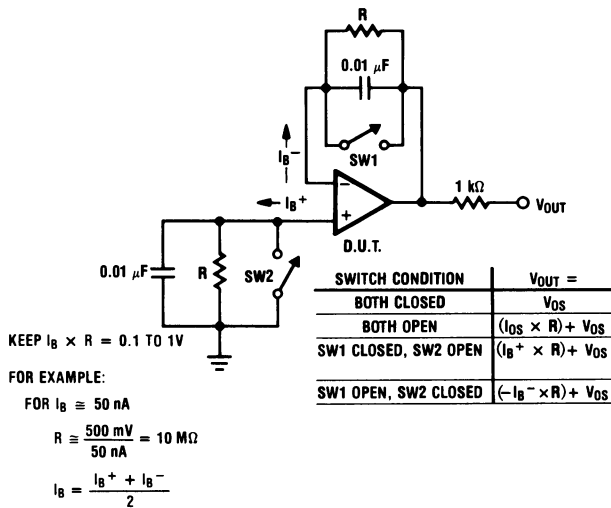 R
0.01 µF
SW1
I_B^-
I_B^+
−
+
D.U.T.
1 kΩ
V_OUT
0.01 µF
R
SW2
SWITCH CONDITION V_OUT =
BOTH CLOSED V_OS
BOTH OPEN (I_OS × R) + V_OS
SW1 CLOSED, SW2 OPEN (I_B^+ × R) + V_OS
SW1 OPEN, SW2 CLOSED (−I_B^- × R) + V_OS
KEEP I_B × R = 0.1 TO 1V
FOR EXAMPLE:
FOR I_B ≅ 50 nA
R ≅ 500 mV / 50 nA = 10 MΩ
I_B = I_B^+ + I_B^- / 2